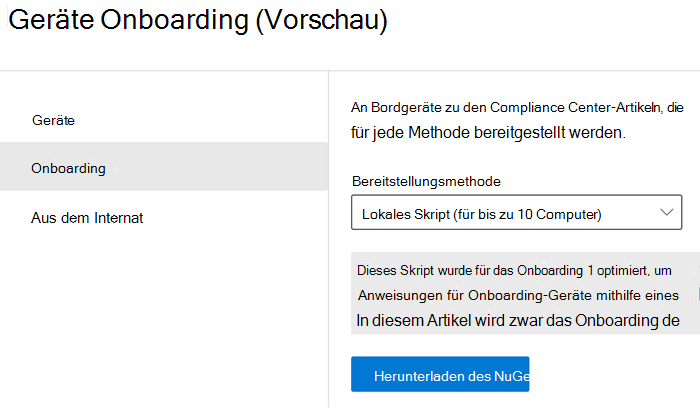 Geräte Onboarding (Vorschau)
Geräte
Onboarding
Aus dem Internat
An Bordgeräte zu den Compliance Center-Artikeln, die
für jede Methode bereitgestellt werden.
Bereitstellungsmethode
Lokales Skript (für bis zu 10 Computer)
Dieses Skript wurde für das Onboarding 1 optimiert, um
Anweisungen für Onboarding-Geräte mithilfe eines
In diesem Artikel wird zwar das Onboarding de
Herunterladen des NuGe